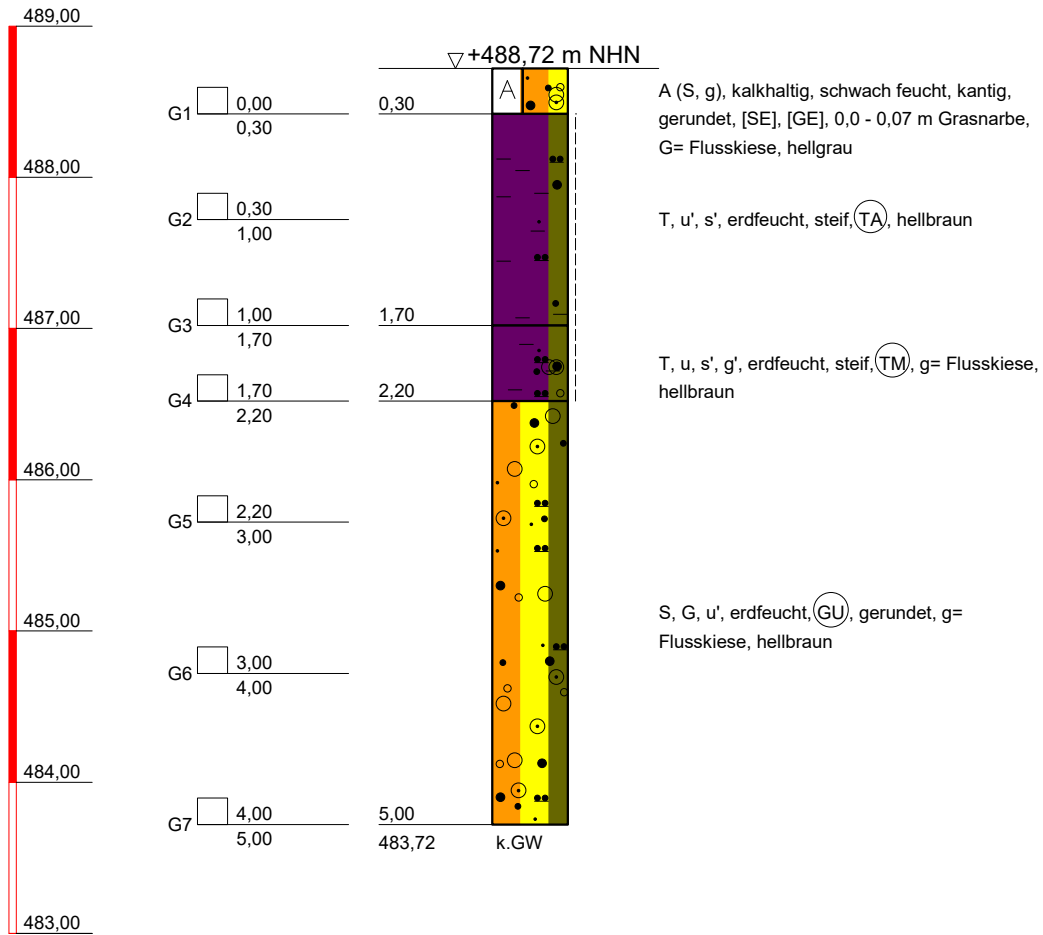 489,00
+488,72 m NHN
A
A (S, g), kalkhaltig, schwach feucht, kantig,
gerundet, [SE], [GE], 0,0 - 0,07 m Grasnarbe,
G= Flusskiese, hellgrau
G1
0,00
0,30
0,30
488,00
G2
0,30
1,00
T, u', s', erdfeucht, steif, TA, hellbraun
487,00
G3
1,00
1,70
1,70
T, u, s', g', erdfeucht, steif, TM, g= Flusskiese,
hellbraun
G4
1,70
2,20
2,20
486,00
G5
2,20
3,00
485,00
S, G, u', erdfeucht, GU, gerundet, g=
Flusskiese, hellbraun
G6
3,00
4,00
484,00
G7
4,00
5,00
5,00
483,72
k.GW
483,00